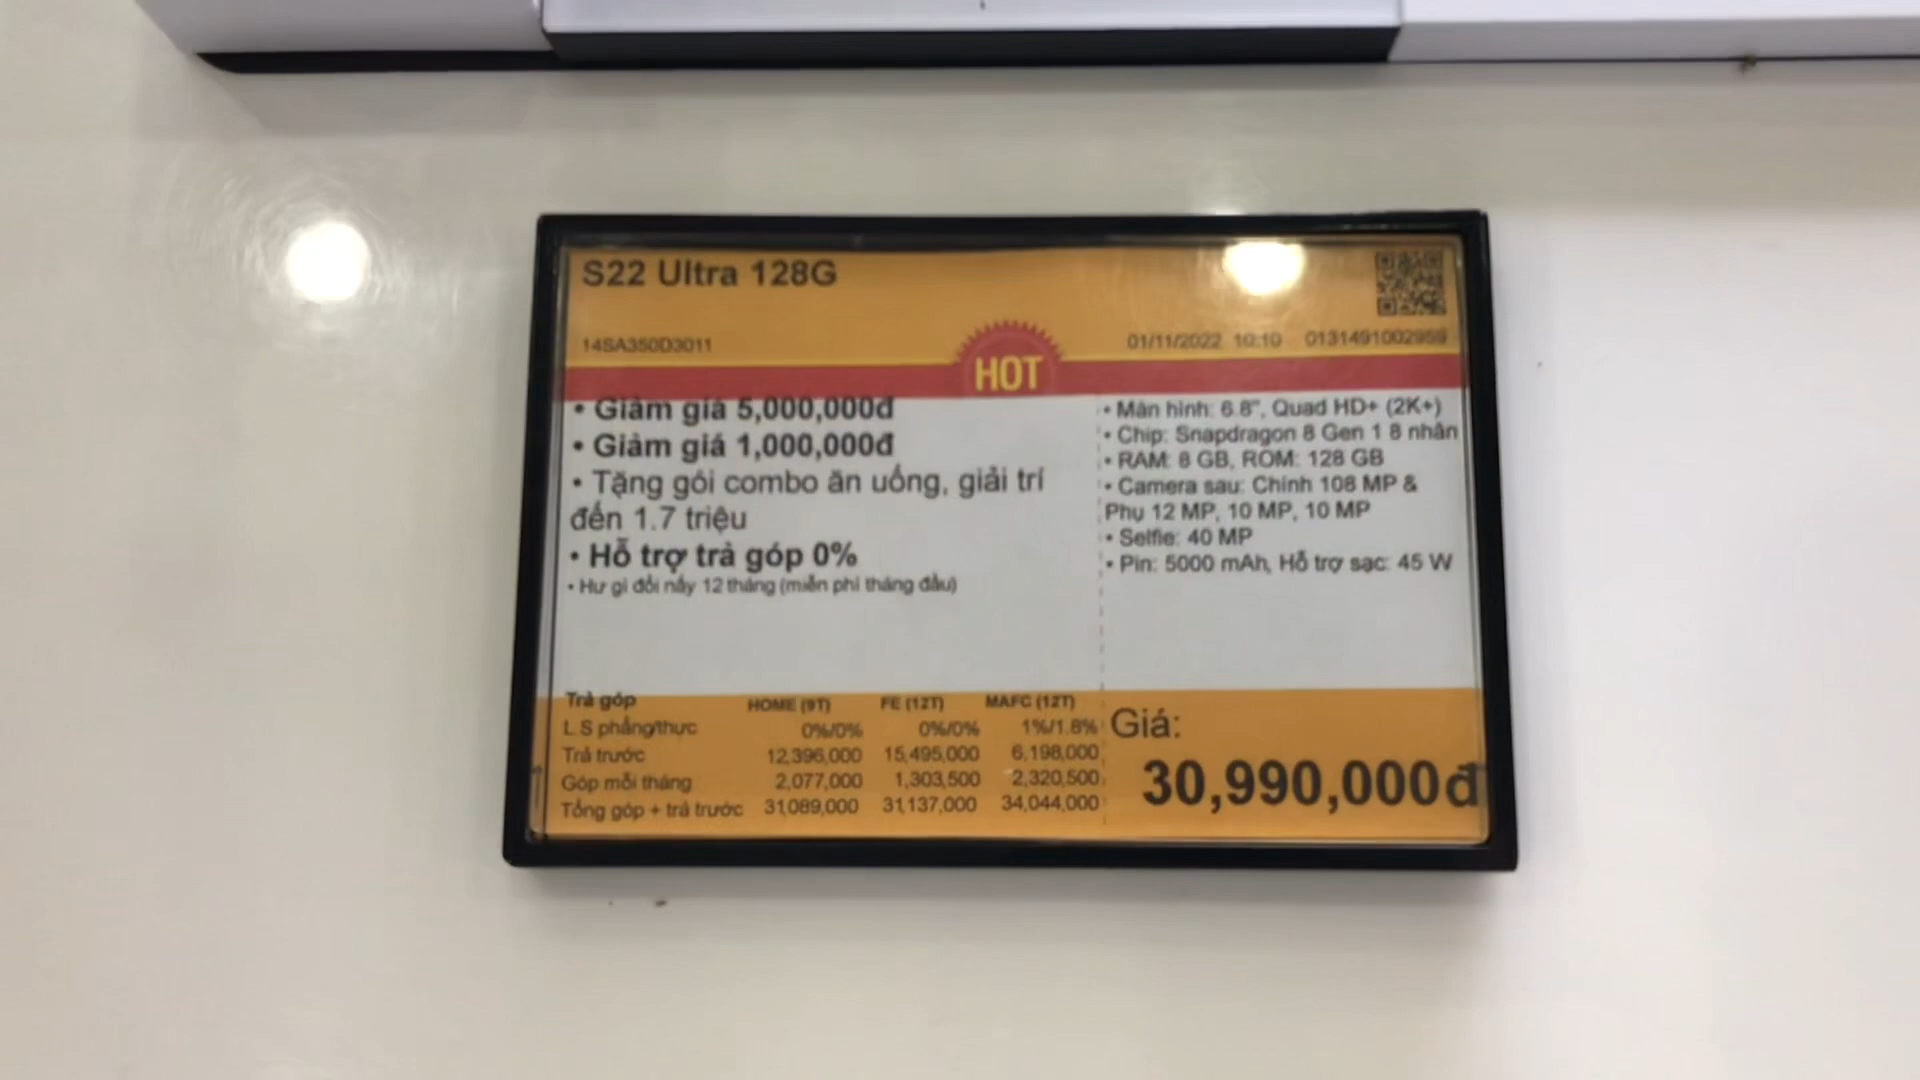 S22 Ultra 128G
14SA350D3011
01/11/2022 10:10 0131491002959
HOT
• Giảm giá 5,000,000đ
• Giảm giá 1,000,000đ
• Tặng gói combo ăn uống, giải trí
đến 1.7 triệu
• Hỗ trợ trả góp 0%
• Hư gì đổi nấy 12 tháng (miễn phí tháng đầu)
• Màn hình: 6.8", Quad HD+ (2K+)
• Chip: Snapdragon 8 Gen 1 8 nhân
• RAM: 8 GB, ROM: 128 GB
• Camera sau: Chính 108 MP &
Phụ 12 MP, 10 MP, 10 MP
• Selfie: 40 MP
• Pin: 5000 mAh, Hỗ trợ sạc: 45 W
Trả góp HOME (9T) FE (12T) MAFC (12T)
L.S phẳng/thực 0%/0% 0%/0% 1%/1.8%
Trả trước 12,396,000 15,495,000 6,198,000
Góp mỗi tháng 2,077,000 1,303,500 2,320,500
Tổng góp + trả trước 31,089,000 31,137,000 34,044,000
Giá:
30,990,000đ